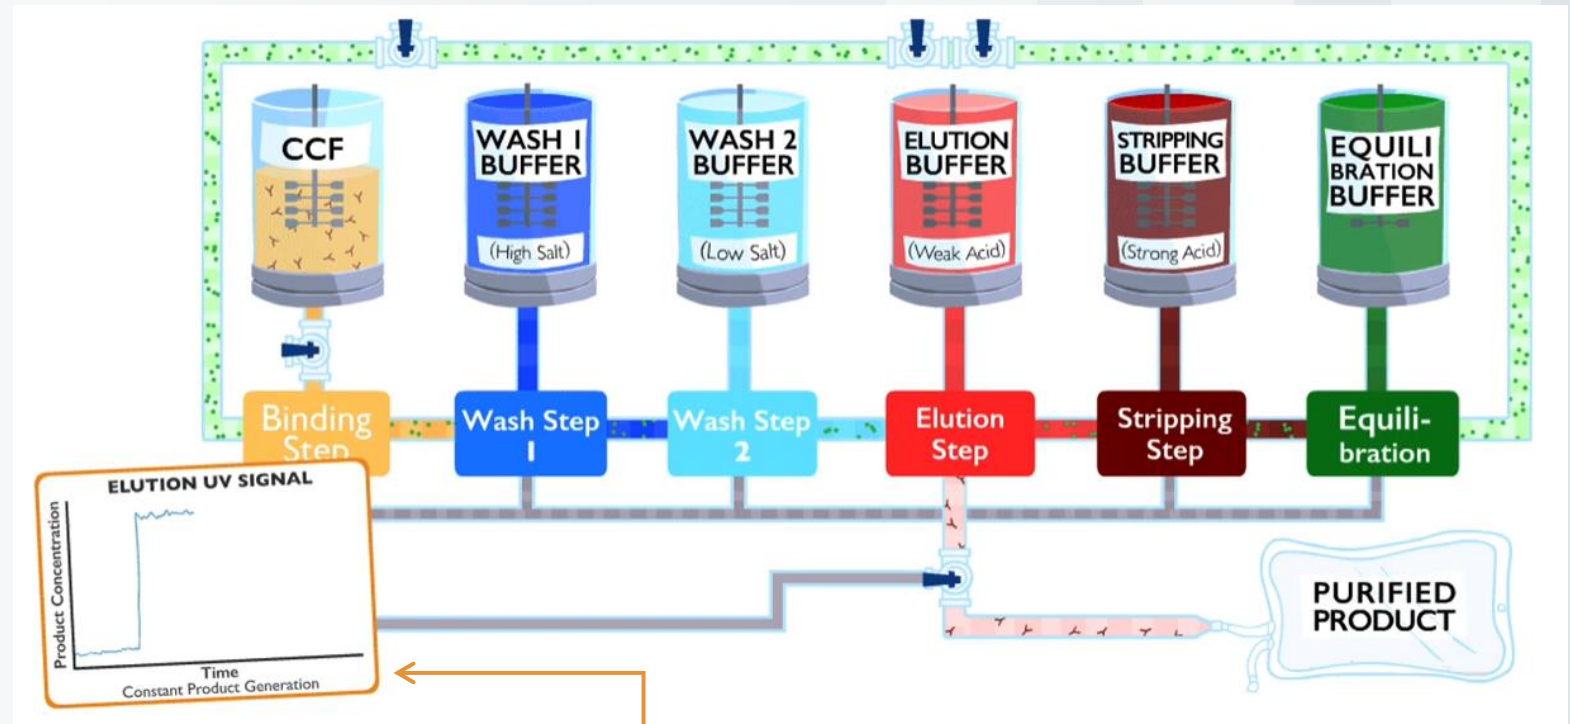 CCF
WASH 1
BUFFER
(High Salt)
WASH 2
BUFFER
(Low Salt)
ELUTION
BUFFER
(Weak Acid)
STRIPPING
BUFFER
(Strong Acid)
EQUILI
BRATION
BUFFER
Binding
Step
Wash Step
1
Wash Step
2
Elution
Step
Stripping
Step
Equili-
bration
ELUTION UV SIGNAL
Product Concentration
Time
Constant Product Generation
PURIFIED
PRODUCT